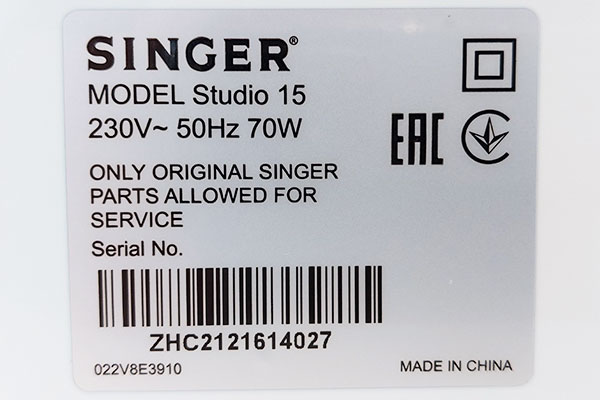 SINGER®
MODEL Studio 15
230V~ 50Hz 70W
EAC
ONLY ORIGINAL SINGER
PARTS ALLOWED FOR
SERVICE
Serial No.
ZHC2121614027
022V8E3910 MADE IN CHINA